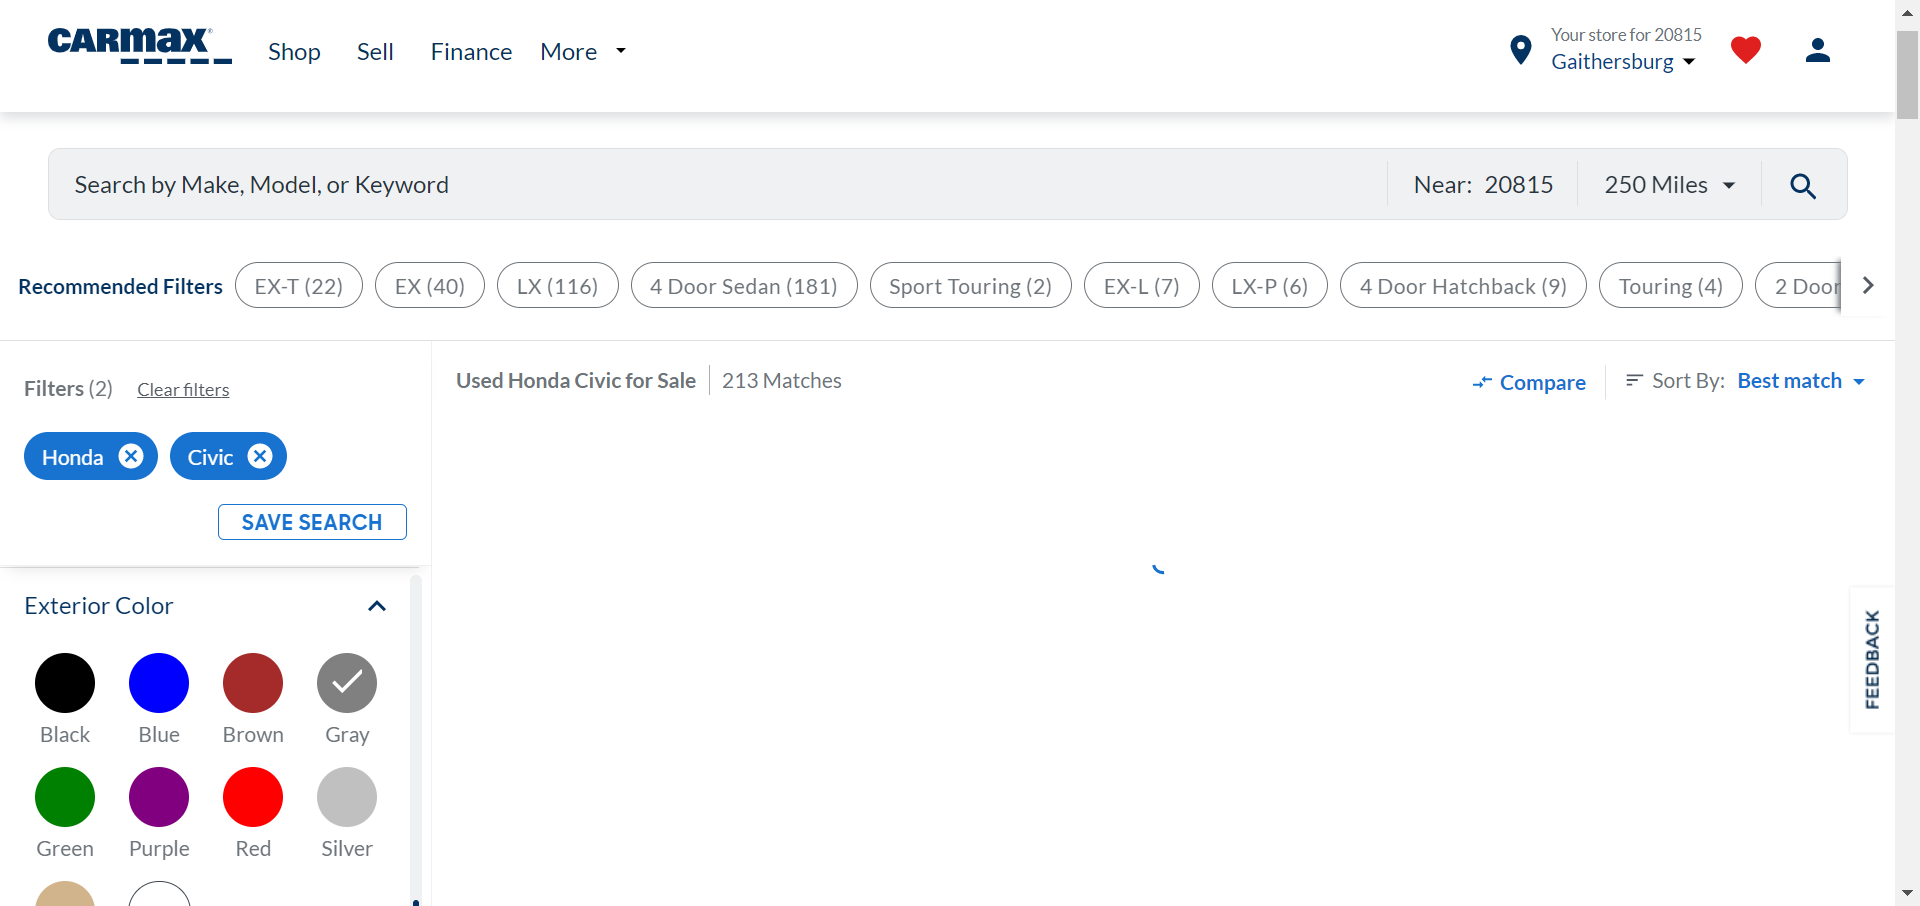 CARMAX
Shop
Sell
Finance
More
Your store for 20815
Gaithersburg
Search by Make, Model, or Keyword
Near: 20815
250 Miles
Recommended Filters
EX-T (22)
EX (40)
LX (116)
4 Door Sedan (181)
Sport Touring (2)
EX-L (7)
LX-P (6)
4 Door Hatchback (9)
Touring (4)
2 Door
Filters (2)
Clear filters
Used Honda Civic for Sale
213 Matches
Compare
Sort By: Best match
Honda
Civic
SAVE SEARCH
Exterior Color
Black
Blue
Brown
Gray
Green
Purple
Red
Silver
FEEDBACK